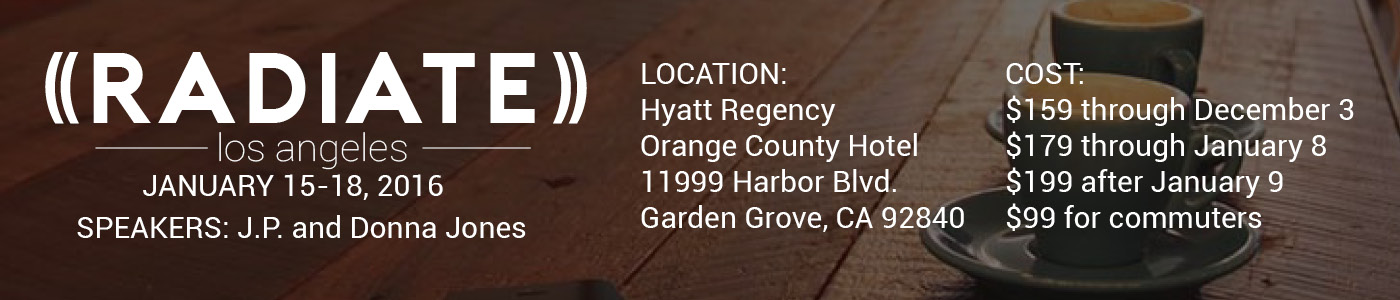 ((RADIATE))
los angeles
JANUARY 15-18, 2016
SPEAKERS: J.P. and Donna Jones
LOCATION:
Hyatt Regency
Orange County Hotel
11999 Harbor Blvd.
Garden Grove, CA 92840
COST:
$159 through December 3
$179 through January 8
$199 after January 9
$99 for commuters